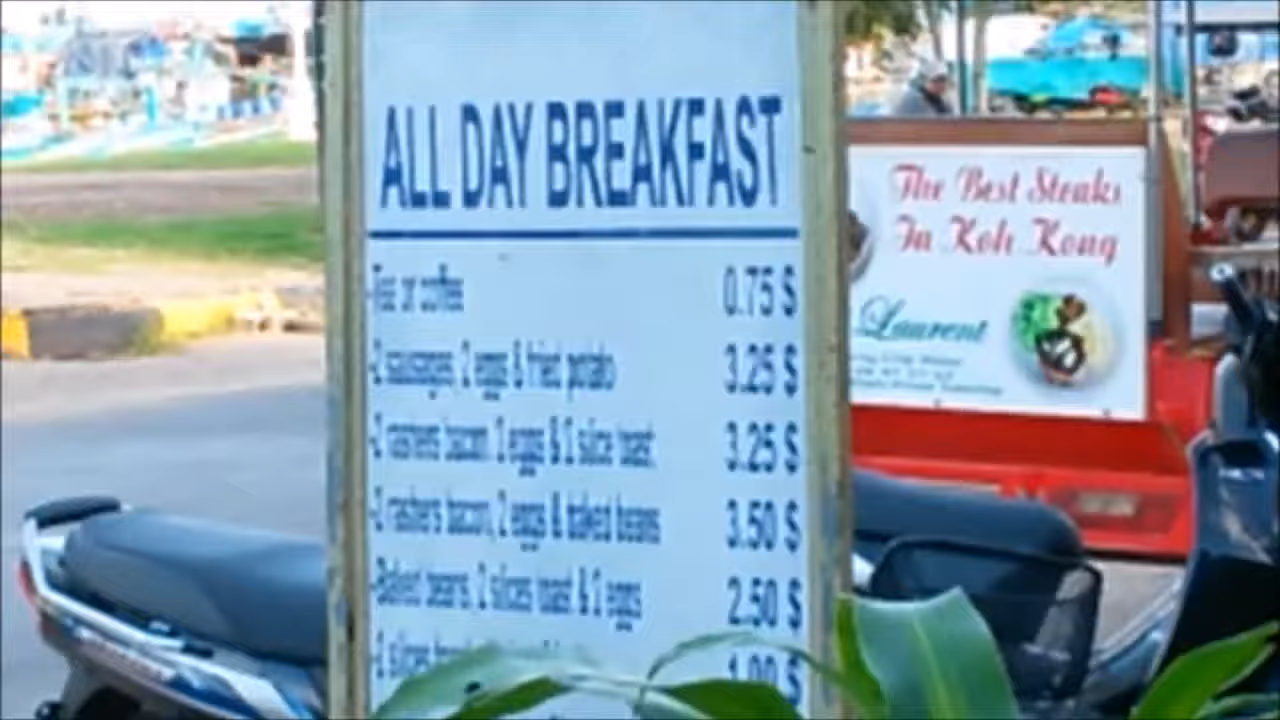 ALL DAY BREAKFAST
-Tea or coffee 0.75 $
-2 sausages, 2 eggs & fried potato 3.25 $
-2 rashers bacon, 2 eggs & 1 slice toast 3.25 $
-2 rashers bacon, 2 eggs & baked beans 3.50 $
-Baked beans, 2 slices toast & 2 eggs 2.50 $
slices 1.00 $
The Best Steaks
In Koh Kong
Laurent